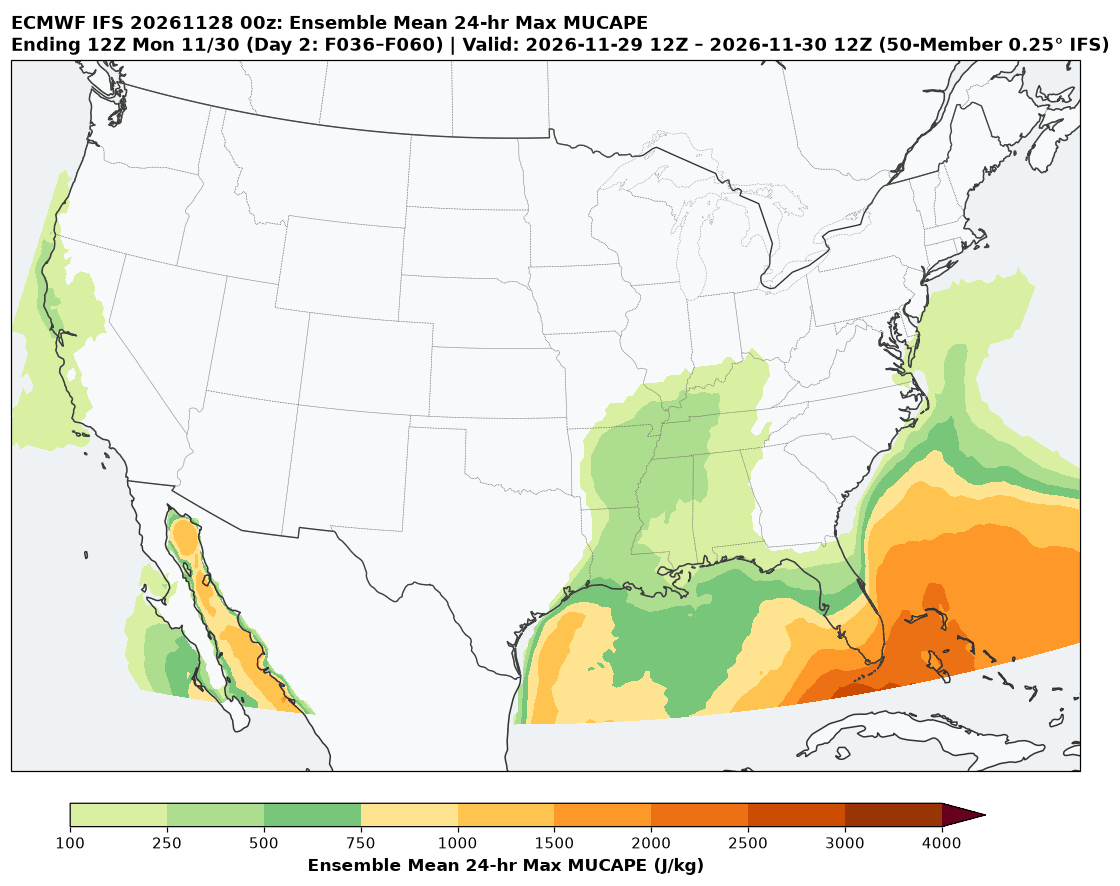 ECMWF IFS 20261128 00z: Ensemble Mean 24-hr Max MUCAPE
Ending 12Z Mon 11/30 (Day 2: F036–F060) | Valid: 2026-11-29 12Z – 2026-11-30 12Z (50-Member 0.25° IFS)
100 250 500 750 1000 1500 2000 2500 3000 4000
Ensemble Mean 24-hr Max MUCAPE (J/kg)